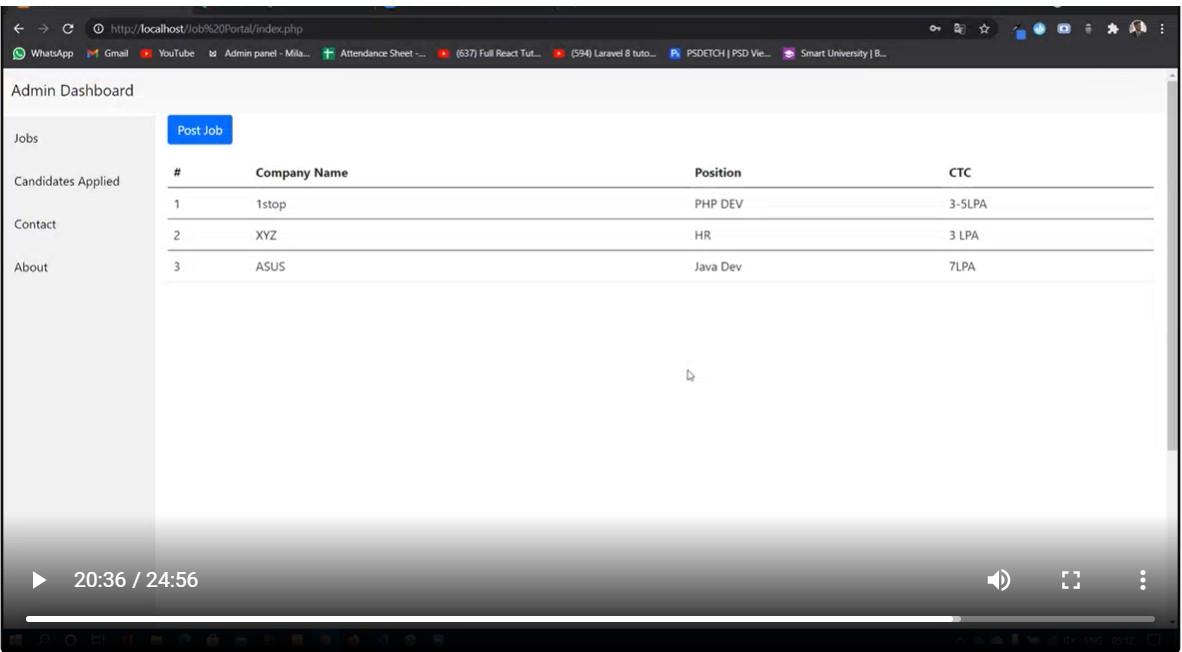 http://localhost/Job%20Portal/index.php
WhatsApp Gmail YouTube Admin panel - Mila... Attendance Sheet -... (637) Full React Tut... (594) Laravel 8 tuto... PSDETCH | PSD Vie... Smart University | B...
Admin Dashboard
Jobs
Candidates Applied
Contact
About
Post Job
# Company Name Position CTC
1 1stop PHP DEV 3-5LPA
2 XYZ HR 3 LPA
3 ASUS Java Dev 7LPA
20:36 / 24:56